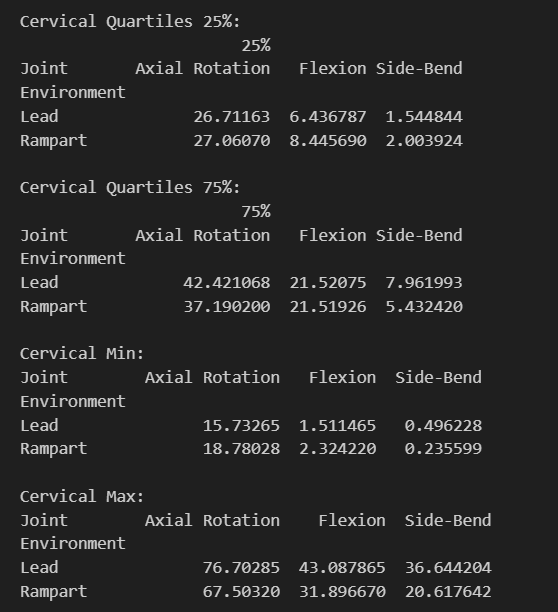 Cervical Quartiles 25%:
25%
Joint Axial Rotation Flexion Side-Bend
Environment
Lead 26.71163 6.436787 1.544844
Rampart 27.06070 8.445690 2.003924
Cervical Quartiles 75%:
75%
Joint Axial Rotation Flexion Side-Bend
Environment
Lead 42.421068 21.52075 7.961993
Rampart 37.190200 21.51926 5.432420
Cervical Min:
Joint Axial Rotation Flexion Side-Bend
Environment
Lead 15.73265 1.511465 0.496228
Rampart 18.78028 2.324220 0.235599
Cervical Max:
Joint Axial Rotation Flexion Side-Bend
Environment
Lead 76.70285 43.087865 36.644204
Rampart 67.50320 31.896670 20.617642